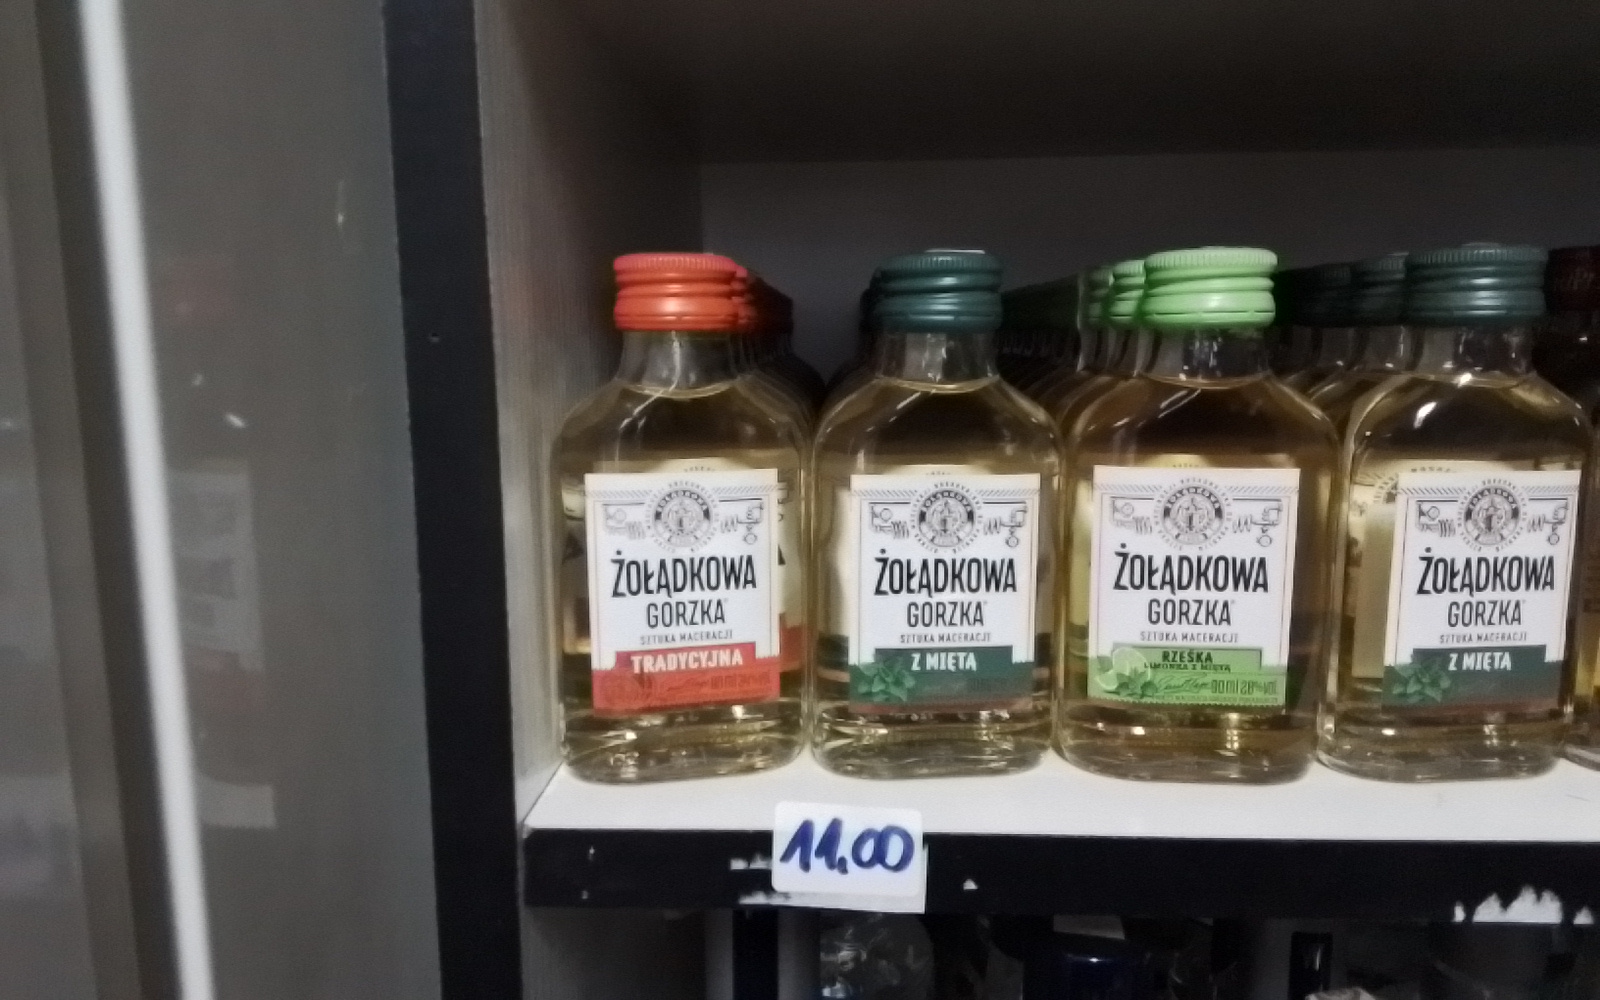 ŻOŁĄDKOWA
GORZKA
SZTUKA MACERACJI
TRADYCYJNA
ŻOŁĄDKOWA
GORZKA
SZTUKA MACERACJI
Z MIĘTĄ
ŻOŁĄDKOWA
GORZKA
SZTUKA MACERACJI
RZEŚKA
LIMONKA Z MIĘTĄ
90 ml 28% vol.
ŻOŁĄDKOWA
GORZKA
SZTUKA MACERACJI
Z MIĘTĄ
11,00